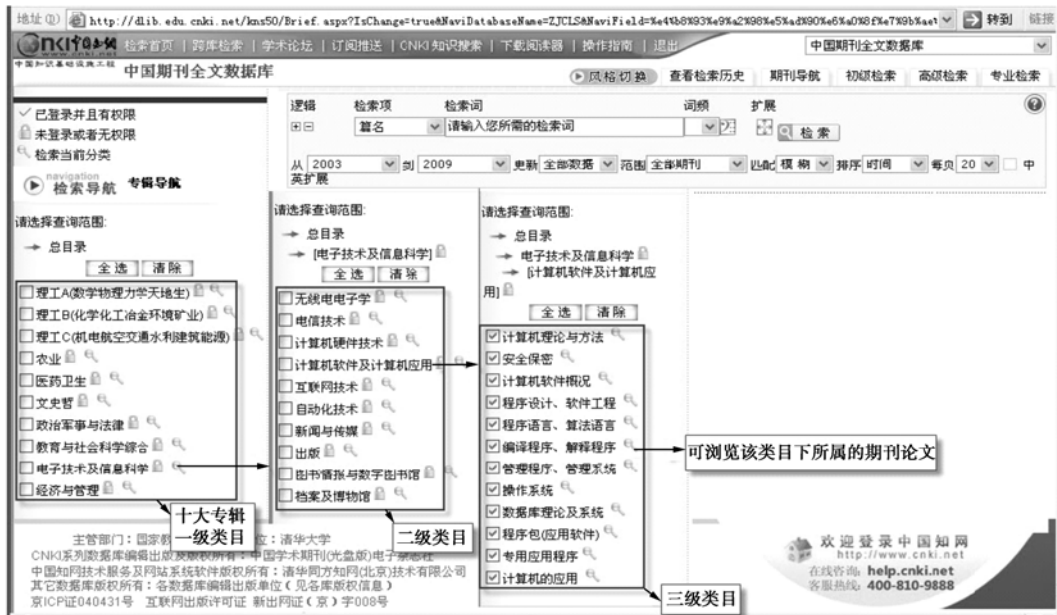 地址(D) http://dlib.edu.cnki.net/kns50/Brief.aspx?IsChange=true&NaviDatabaseName=ZJCLS&NaviField=%e4%b8%93%e9%a2%98%e5%ad%90%e6%a0%8f%e7%9b%ae 转到 链接
CNKI中国知网 检索首页 | 跨库检索 | 学术论坛 | 订阅推送 | CNKI知识搜索 | 下载阅读器 | 操作指南 | 退出 中国期刊全文数据库
www.cnki.net
中国知识基础设施工程 中国期刊全文数据库 风格切换 查看检索历史 期刊导航 初级检索 高级检索 专业检索
已登录并且有权限
未登录或者无权限
检索当前分类
navigation
检索导航 专辑导航
逻辑 检索项 检索词 词频 扩展
篇名 请输入您所需的检索词 检索
从 2003 到 2009 更新 全部数据 范围 全部期刊 匹配 模糊 排序 时间 每页 20 中
英扩展
请选择查询范围:
总目录
全选 清除
理工A(数学物理力学天地生)
理工B(化学化工冶金环境矿业)
理工C(机电航空交通水利建筑能源)
农业
医药卫生
文史哲
政治军事与法律
教育与社会科学综合
电子技术及信息科学
经济与管理
十大专辑
一级类目
请选择查询范围:
总目录
[电子技术及信息科学]
全选 清除
无线电电子学
电信技术
计算机硬件技术
计算机软件及计算机应用
互联网技术
自动化技术
新闻与传媒
出版
图书情报与数字图书馆
档案及博物馆
二级类目
请选择查询范围:
总目录
电子技术及信息科学
[计算机软件及计算机应
用]
全选 清除
计算机理论与方法
安全保密
计算机软件概况
程序设计、软件工程
程序语言、算法语言
编译程序、解释程序
管理程序、管理系统
操作系统
数据库理论及系统
程序包(应用软件)
专用应用程序
计算机的应用
三级类目
可浏览该类目下所属的期刊论文
主管部门：国家教 位：清华大学
CNKI系列数据库编辑出版及版权所有：中国学术期刊(光盘版)电子杂志社
中国知网技术服务及网站系统软件版权所有：清华同方知网(北京)技术有限公司
其它数据库版权所有：各数据库编辑出版单位（见各库版权信息）
京ICP证040431号 互联网出版许可证 新出网证(京)字008号
欢迎登录中国知网
http://www.cnki.net
在线咨询: help.cnki.net
客服热线: 400-810-9888